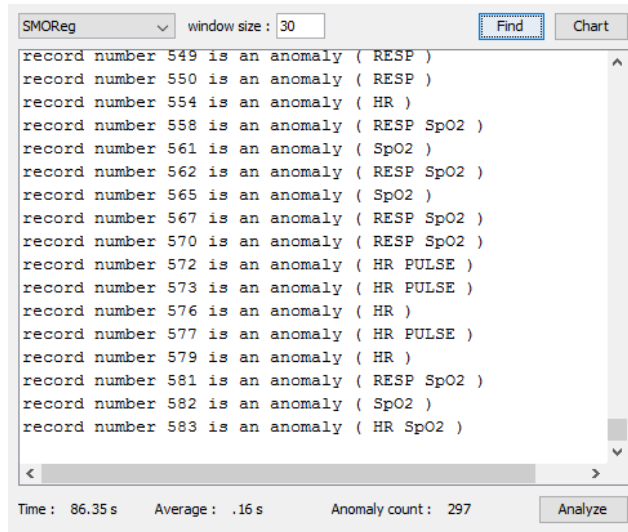 SMOReg window size : 30 Find Chart
record number 549 is an anomaly ( RESP )
record number 550 is an anomaly ( RESP )
record number 554 is an anomaly ( HR )
record number 558 is an anomaly ( RESP SpO2 )
record number 561 is an anomaly ( SpO2 )
record number 562 is an anomaly ( RESP SpO2 )
record number 565 is an anomaly ( SpO2 )
record number 567 is an anomaly ( RESP SpO2 )
record number 570 is an anomaly ( RESP SpO2 )
record number 572 is an anomaly ( HR PULSE )
record number 573 is an anomaly ( HR PULSE )
record number 576 is an anomaly ( HR )
record number 577 is an anomaly ( HR PULSE )
record number 579 is an anomaly ( HR )
record number 581 is an anomaly ( RESP SpO2 )
record number 582 is an anomaly ( SpO2 )
record number 583 is an anomaly ( HR SpO2 )
Time : 86.35 s Average : .16 s Anomaly count : 297 Analyze